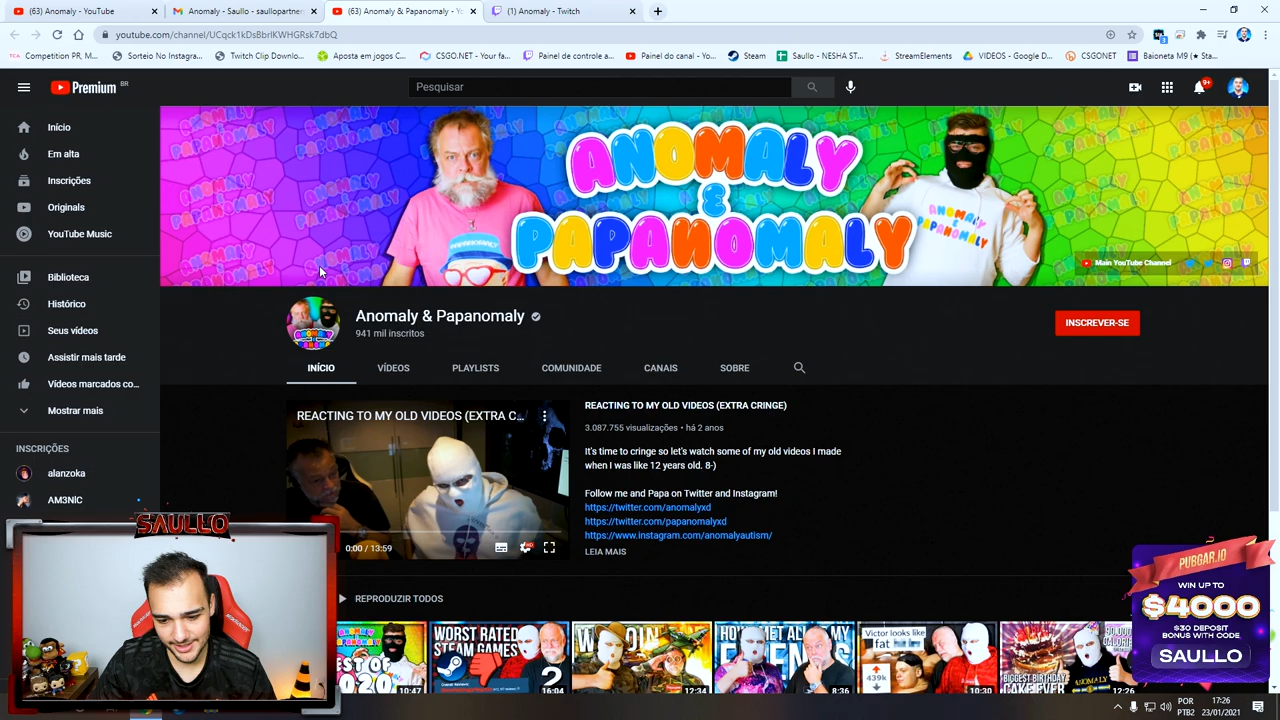 (63) Anomaly - YouTube
Anomaly - Saullo - saullopartner
(63) Anomaly & Papanomaly - Yo
(1) Anomaly - Twitch
youtube.com/channel/UCqck1kDsBbrIKWHGRsk7dbQ
Competition PR, M...
Sorteio No Instagra...
Twitch Clip Downlo...
Aposta em jogos C...
CSGO.NET - Your fa...
Painel de controle a...
Painel do canal - Yo...
Steam
Saullo - NESHA ST...
StreamElements
VIDEOS - Google D...
CSGONET
Baioneta M9 (★ Sta...
Premium BR
Pesquisar
9+
Início
Em alta
Inscrições
Originals
YouTube Music
Biblioteca
Histórico
Seus vídeos
Assistir mais tarde
Vídeos marcados co...
Mostrar mais
INSCRIÇÕES
alanzoka
AM3NlC
ANOMALY
&
PAPANOMALY
PAPANOMALY
ANOMALY
&
PAPANOMALY
Main YouTube Channel
Anomaly & Papanomaly
941 mil inscritos
INSCREVER-SE
INÍCIO
VÍDEOS
PLAYLISTS
COMUNIDADE
CANAIS
SOBRE
REACTING TO MY OLD VIDEOS (EXTRA C...
0:00 / 13:59
REACTING TO MY OLD VIDEOS (EXTRA CRINGE)
3.087.755 visualizações • há 2 anos
It's time to cringe so let's watch some of my old videos I made
when I was like 12 years old. 8-)
Follow me and Papa on Twitter and Instagram!
https://twitter.com/anomalyxd
https://twitter.com/papanomalyxd
https://www.instagram.com/anomalyautism/
LEIA MAIS
REPRODUZIR TODOS
10:47
WORST RATED
STEAM GAMES
2
16:04
12:34
8:36
Victor looks like
fat
439k
10:30
BIGGEST BIRTHDAY
CAKE EVER
12:26
SAULLO
PUBGAR.IO
WIN UP TO
$4000
$30 DEPOSIT
BONUS WITH CODE
SAULLO
POR
PTB2
17:26
23/01/2021